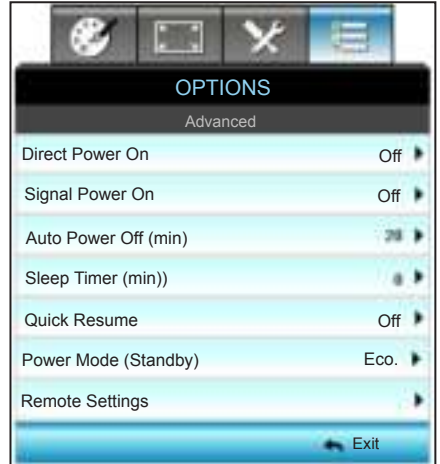 OPTIONS
Advanced
Direct Power On Off
Signal Power On Off
Auto Power Off (min)
Sleep Timer (min))
Quick Resume Off
Power Mode (Standby) Eco.
Remote Settings
Exit